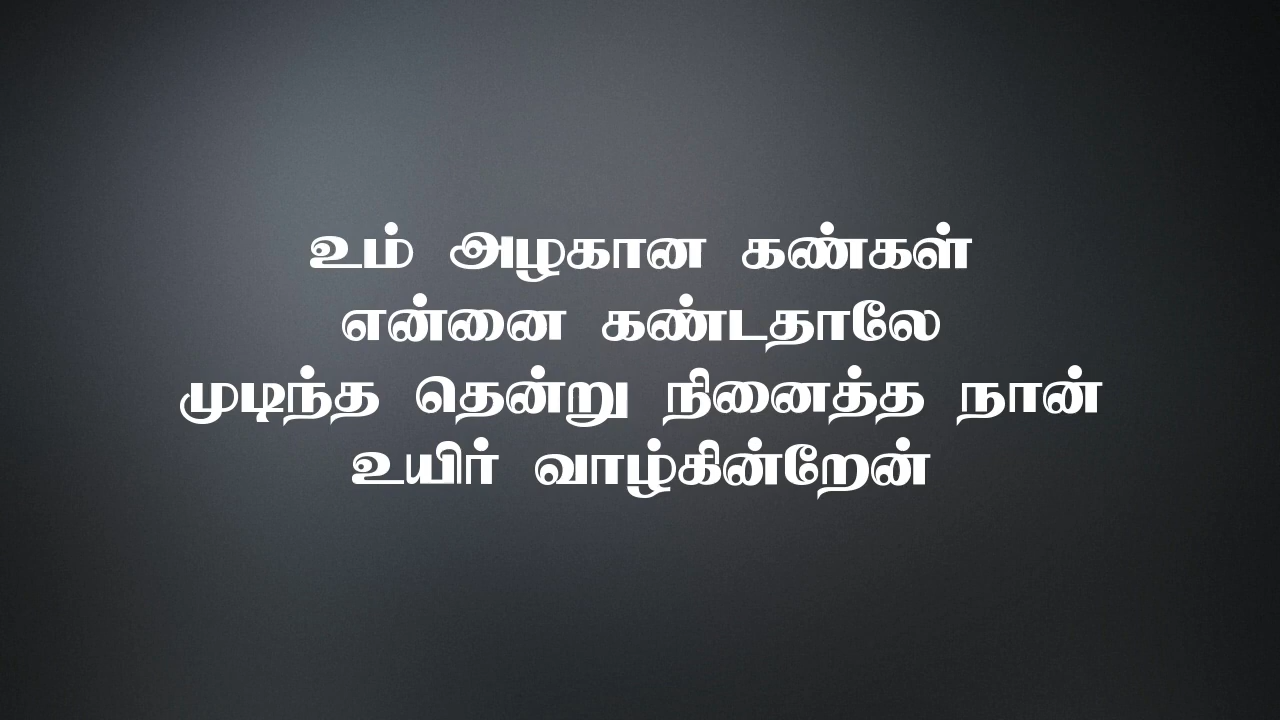 உம் அழகான கண்கள்
என்னை கண்டதாலே
முடிந்த தென்று நினைத்த நான்
உயிர் வாழ்கின்றேன்